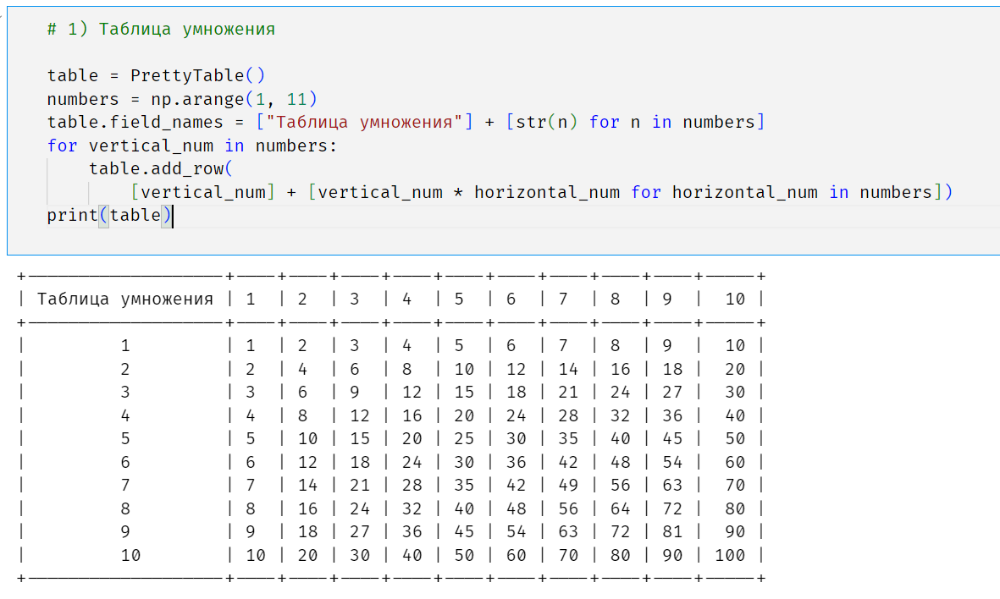 # 1) Таблица умножения
table = PrettyTable()
numbers = np.arange(1, 11)
table.field_names = ["Таблица умножения"] + [str(n) for n in numbers]
for vertical_num in numbers:
    table.add_row(
        [vertical_num] + [vertical_num * horizontal_num for horizontal_num in numbers])
print(table)
+-------------------+----+----+----+----+----+----+----+----+----+-----+
| Таблица умножения | 1  | 2  | 3  | 4  | 5  | 6  | 7  | 8  | 9  |  10 |
+-------------------+----+----+----+----+----+----+----+----+----+-----+
|         1         | 1  | 2  | 3  | 4  | 5  | 6  | 7  | 8  | 9  |  10 |
|         2         | 2  | 4  | 6  | 8  | 10 | 12 | 14 | 16 | 18 |  20 |
|         3         | 3  | 6  | 9  | 12 | 15 | 18 | 21 | 24 | 27 |  30 |
|         4         | 4  | 8  | 12 | 16 | 20 | 24 | 28 | 32 | 36 |  40 |
|         5         | 5  | 10 | 15 | 20 | 25 | 30 | 35 | 40 | 45 |  50 |
|         6         | 6  | 12 | 18 | 24 | 30 | 36 | 42 | 48 | 54 |  60 |
|         7         | 7  | 14 | 21 | 28 | 35 | 42 | 49 | 56 | 63 |  70 |
|         8         | 8  | 16 | 24 | 32 | 40 | 48 | 56 | 64 | 72 |  80 |
|         9         | 9  | 18 | 27 | 36 | 45 | 54 | 63 | 72 | 81 |  90 |
|         10        | 10 | 20 | 30 | 40 | 50 | 60 | 70 | 80 | 90 | 100 |
+-------------------+----+----+----+----+----+----+----+----+----+-----+